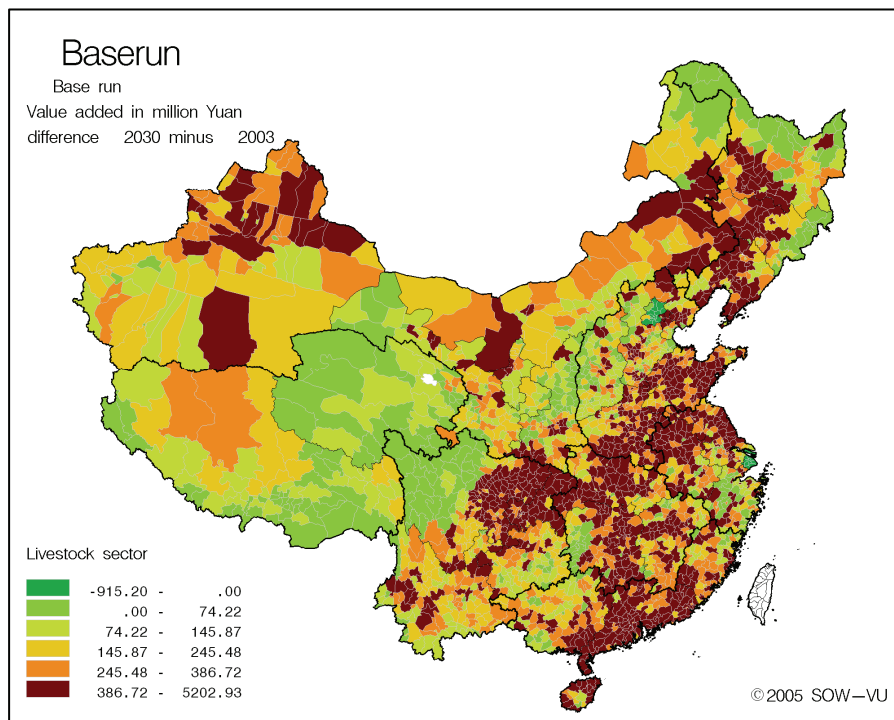 Baserun
Base run
Value added in million Yuan
difference 2030 minus 2003
Livestock sector
-915.20 - .00
.00 - 74.22
74.22 - 145.87
145.87 - 245.48
245.48 - 386.72
386.72 - 5202.93
©2005 SOW—VU